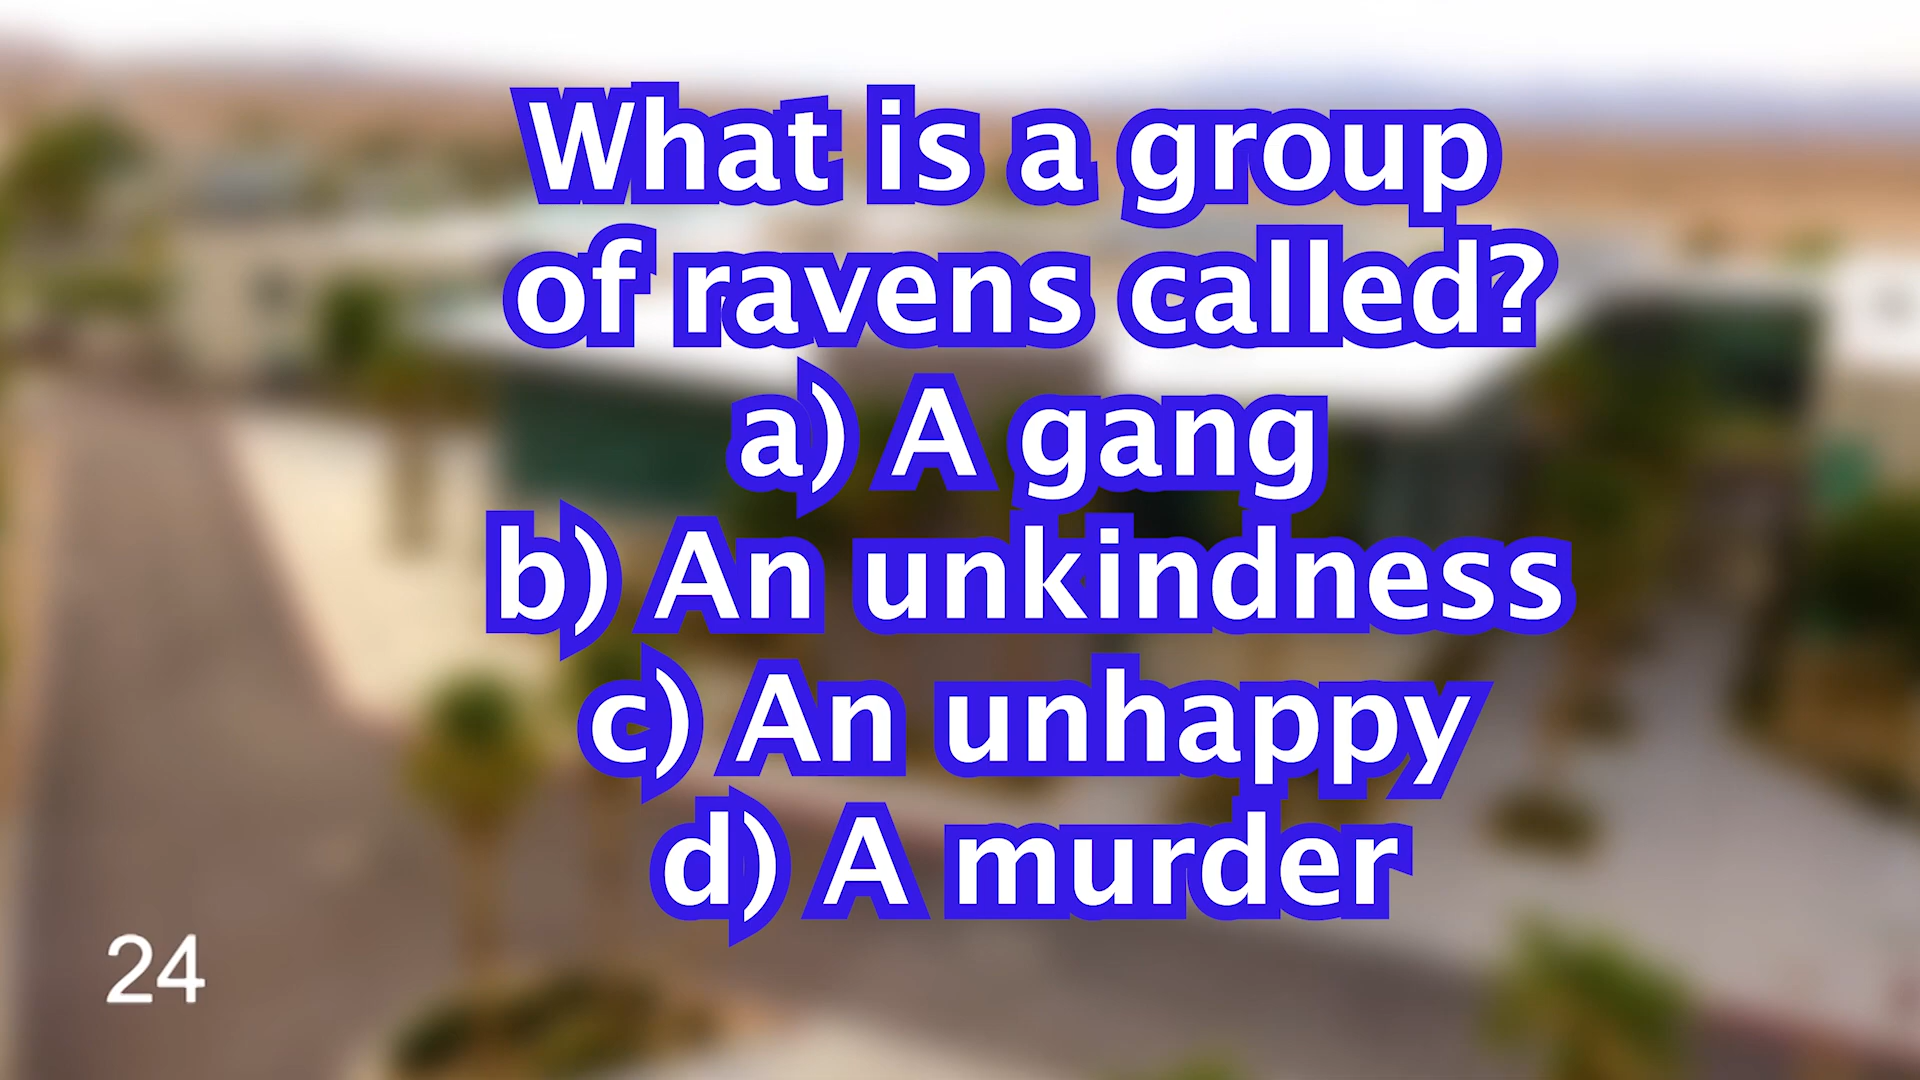 What is a group
of ravens called?
a) A gang
b) An unkindness
c) An unhappy
d) A murder
24